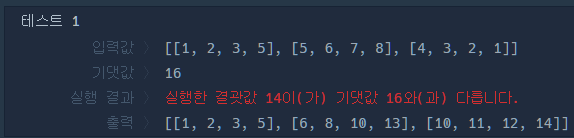 테스트 1
입력값 〉 [[1, 2, 3, 5], [5, 6, 7, 8], [4, 3, 2, 1]]
기댓값 〉 16
실행 결과 〉 실행한 결괏값 14이(가) 기댓값 16와(과) 다릅니다.
출력 〉 [[1, 2, 3, 5], [6, 8, 10, 13], [10, 11, 12, 14]]